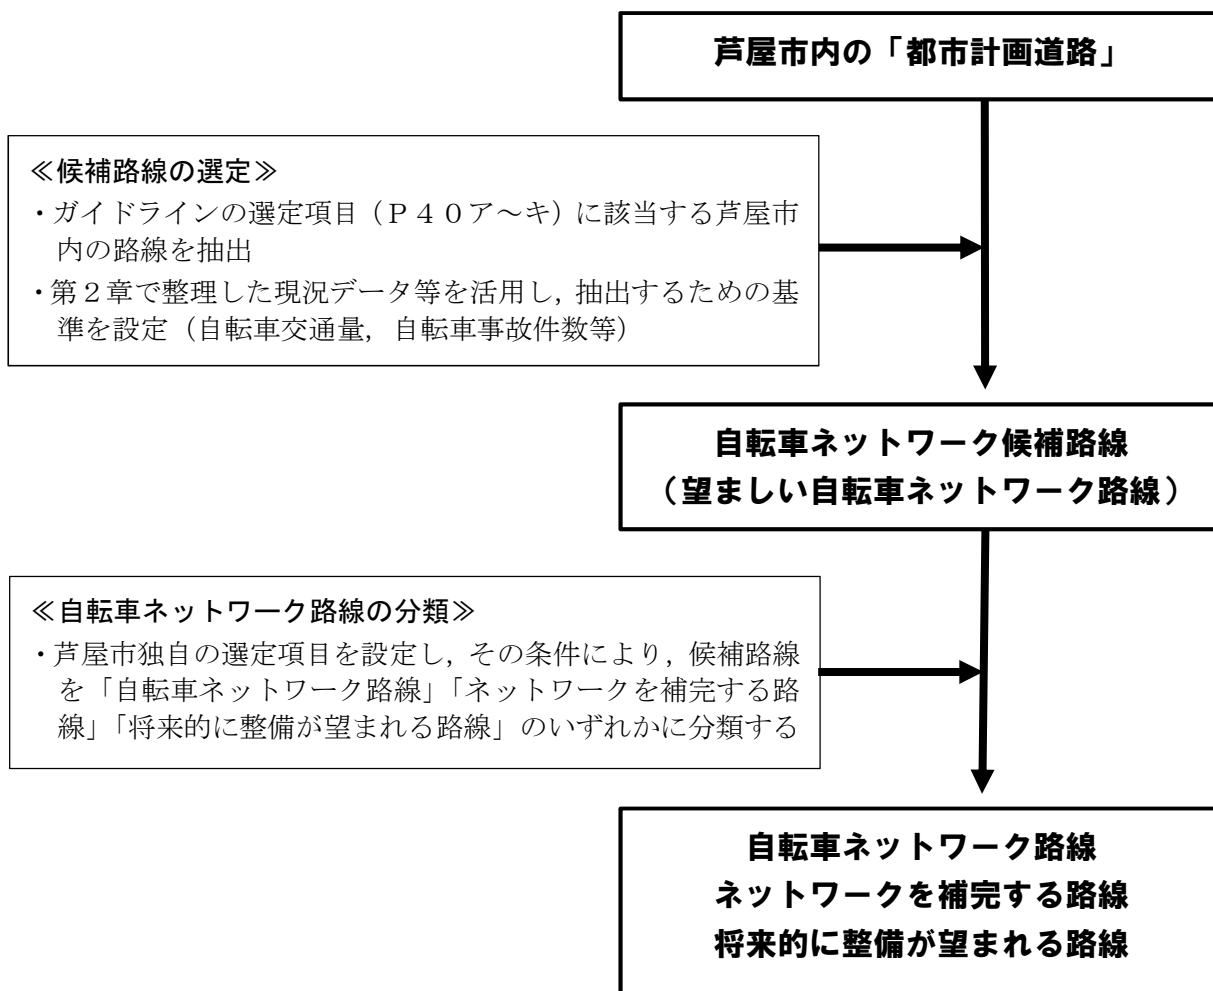 芦屋市内の「都市計画道路」
≪候補路線の選定≫
・ガイドラインの選定項目（Ｐ４０ア～キ）に該当する芦屋市
内の路線を抽出
・第２章で整理した現況データ等を活用し，抽出するための基
準を設定（自転車交通量，自転車事故件数等）
自転車ネットワーク候補路線
（望ましい自転車ネットワーク路線）
≪自転車ネットワーク路線の分類≫
・芦屋市独自の選定項目を設定し，その条件により，候補路線
を「自転車ネットワーク路線」「ネットワークを補完する路
線」「将来的に整備が望まれる路線」のいずれかに分類する
自転車ネットワーク路線
ネットワークを補完する路線
将来的に整備が望まれる路線